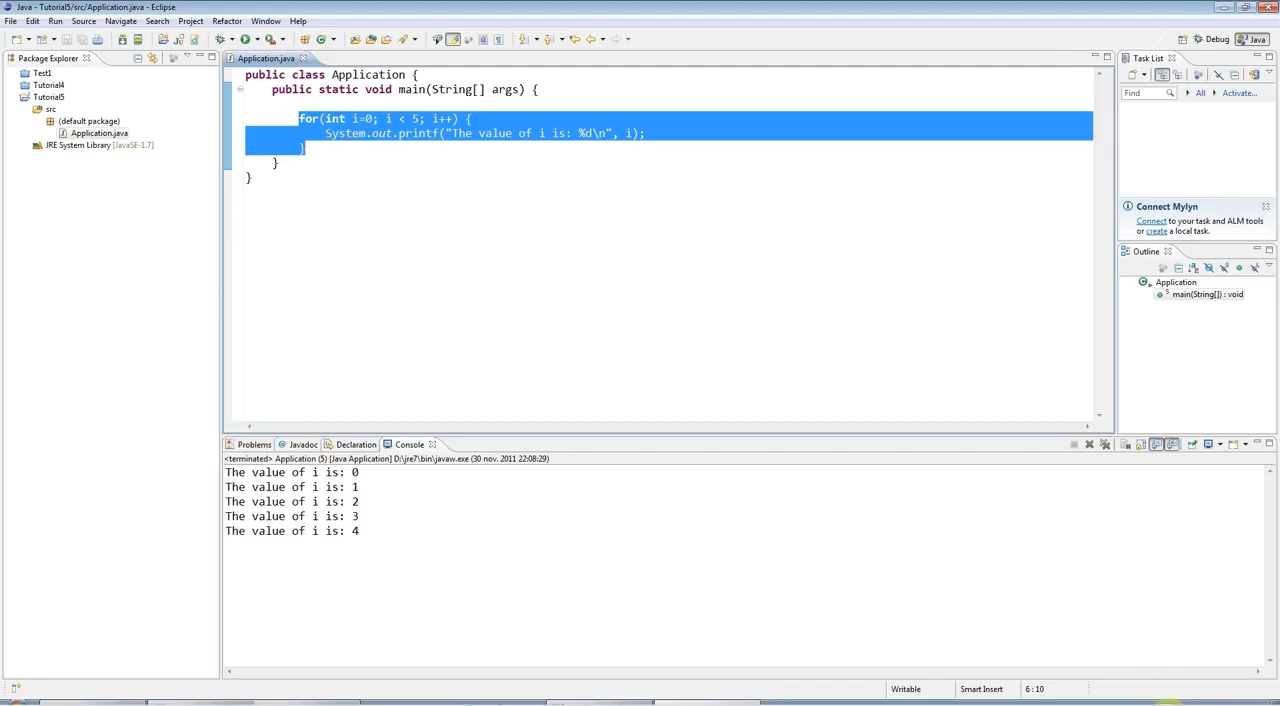 Java - Tutorial5/src/Application.java - Eclipse
File Edit Run Source Navigate Search Project Refactor Window Help
Debug Java
Package Explorer
Test1
Tutorial4
Tutorial5
src
(default package)
Application.java
JRE System Library [JavaSE-1.7]
Application.java
public class Application {
public static void main(String[] args) {
for(int i=0; i < 5; i++) {
System.out.printf("The value of i is: %d\n", i);
}
}
}
Task List
Find All Activate...
Connect Mylyn
Connect to your task and ALM tools
or create a local task.
Outline
Application
main(String[]) : void
Problems Javadoc Declaration Console
<terminated> Application (5) [Java Application] D:\jre7\bin\javaw.exe (30 nov. 2011 22:08:29)
The value of i is: 0
The value of i is: 1
The value of i is: 2
The value of i is: 3
The value of i is: 4
Writable Smart Insert 6 : 10